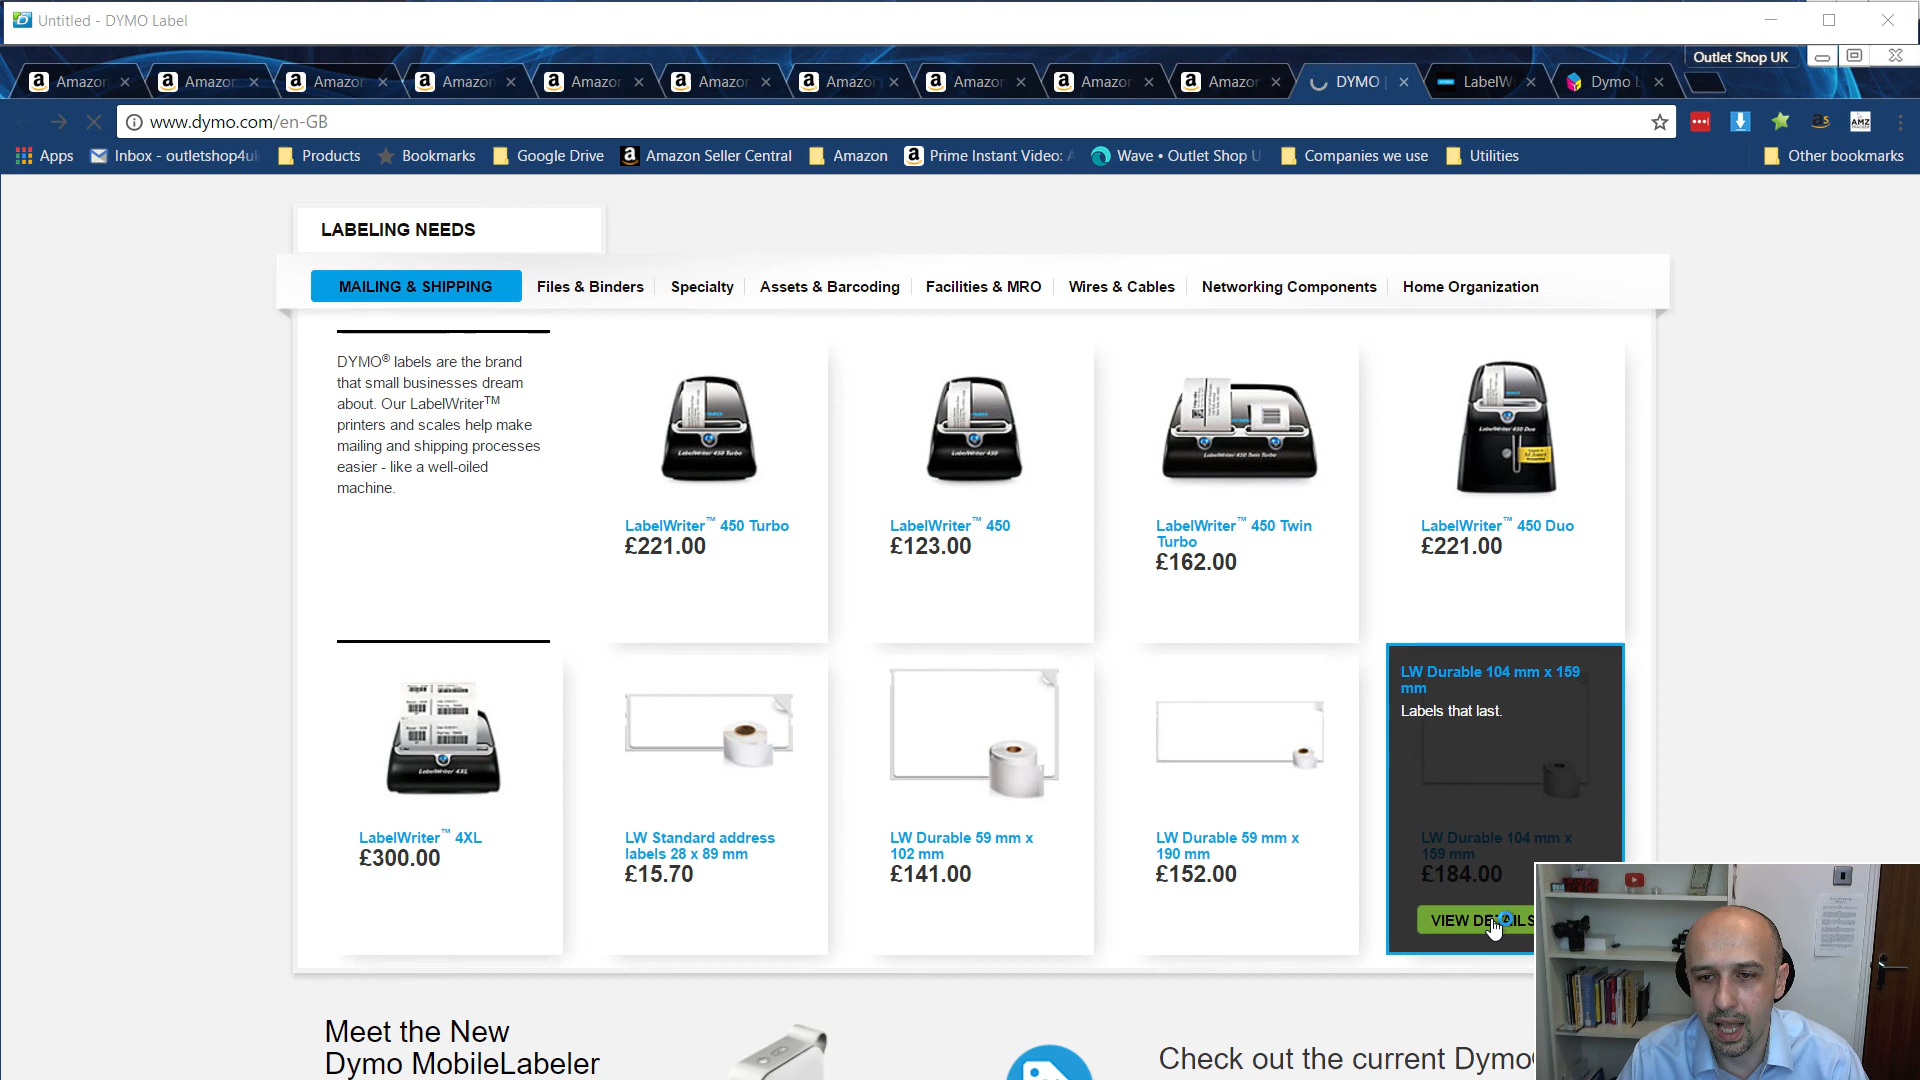 Untitled - DYMO Label
Outlet Shop UK
Amazon
Amazon
Amazon
Amazon
Amazon
Amazon
Amazon
Amazon
Amazon
Amazon
DYMO |
LabelW
Dymo L
www.dymo.com/en-GB
Apps
Inbox - outletshop4u
Products
Bookmarks
Google Drive
Amazon Seller Central
Amazon
Prime Instant Video: A
Wave • Outlet Shop U
Companies we use
Utilities
Other bookmarks
LABELING NEEDS
MAILING & SHIPPING
Files & Binders
Specialty
Assets & Barcoding
Facilities & MRO
Wires & Cables
Networking Components
Home Organization
DYMO® labels are the brand
that small businesses dream
about. Our LabelWriter™
printers and scales help make
mailing and shipping processes
easier - like a well-oiled
machine.
LabelWriter™ 450 Turbo
£221.00
LabelWriter™ 450
£123.00
LabelWriter™ 450 Twin
Turbo
£162.00
LabelWriter™ 450 Duo
£221.00
LabelWriter™ 4XL
£300.00
LW Standard address
labels 28 x 89 mm
£15.70
LW Durable 59 mm x
102 mm
£141.00
LW Durable 59 mm x
190 mm
£152.00
LW Durable 104 mm x 159
mm
Labels that last.
LW Durable 104 mm x
159 mm
£184.00
VIEW DETAILS
Meet the New
Dymo MobileLabeler
Check out the current Dymo